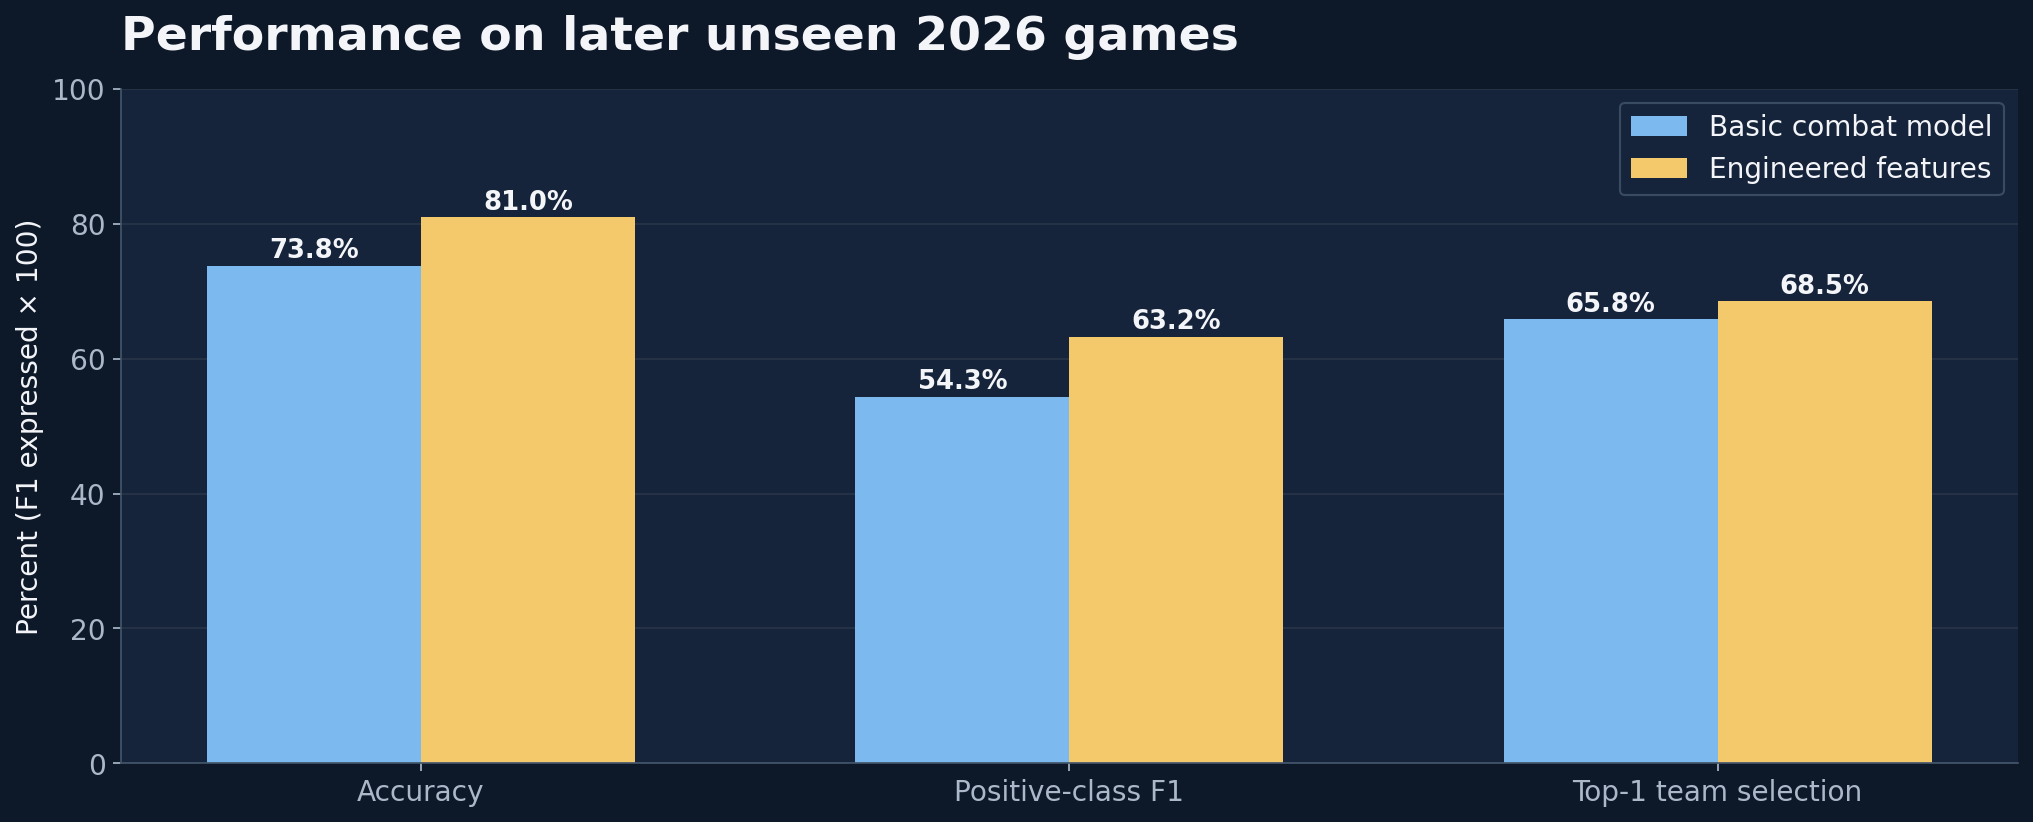 Performance on later unseen 2026 games
Percent (F1 expressed × 100)
100
80
60
40
20
0
Basic combat model
Engineered features
73.8%
81.0%
54.3%
63.2%
65.8%
68.5%
Accuracy
Positive-class F1
Top-1 team selection